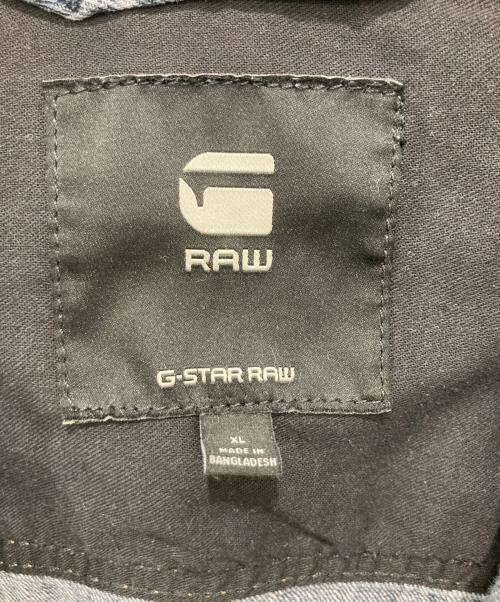 RAW
G-STAR RAW
XL
MADE IN
BANGLADESH